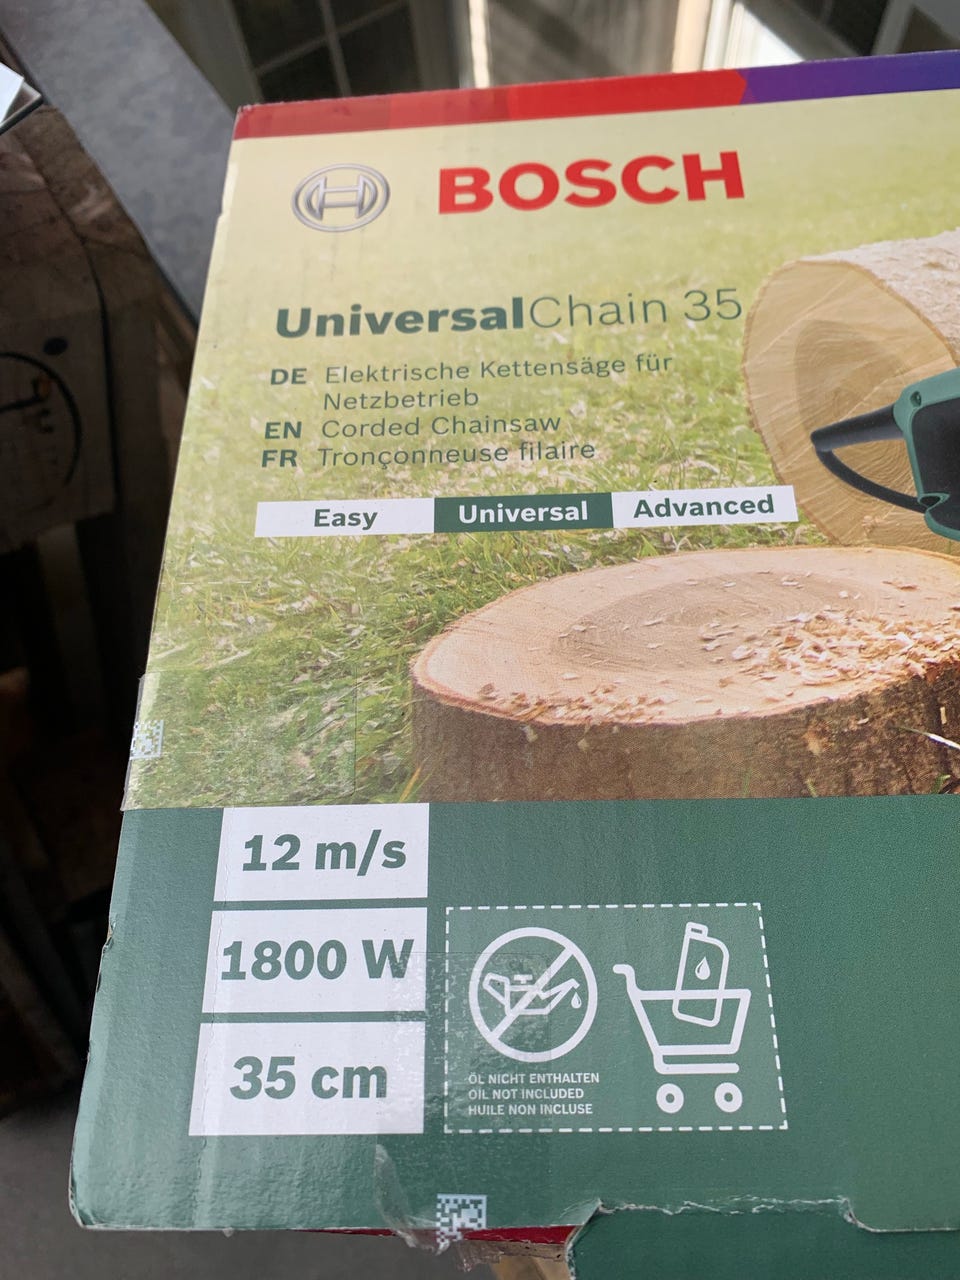 BOSCH
UniversalChain 35
DE Elektrische Kettensäge für
Netzbetrieb
EN Corded Chainsaw
FR Tronçonneuse filaire
Easy Universal Advanced
12 m/s
1800 W
35 cm
ÖL NICHT ENTHALTEN
OIL NOT INCLUDED
HUILE NON INCLUSE